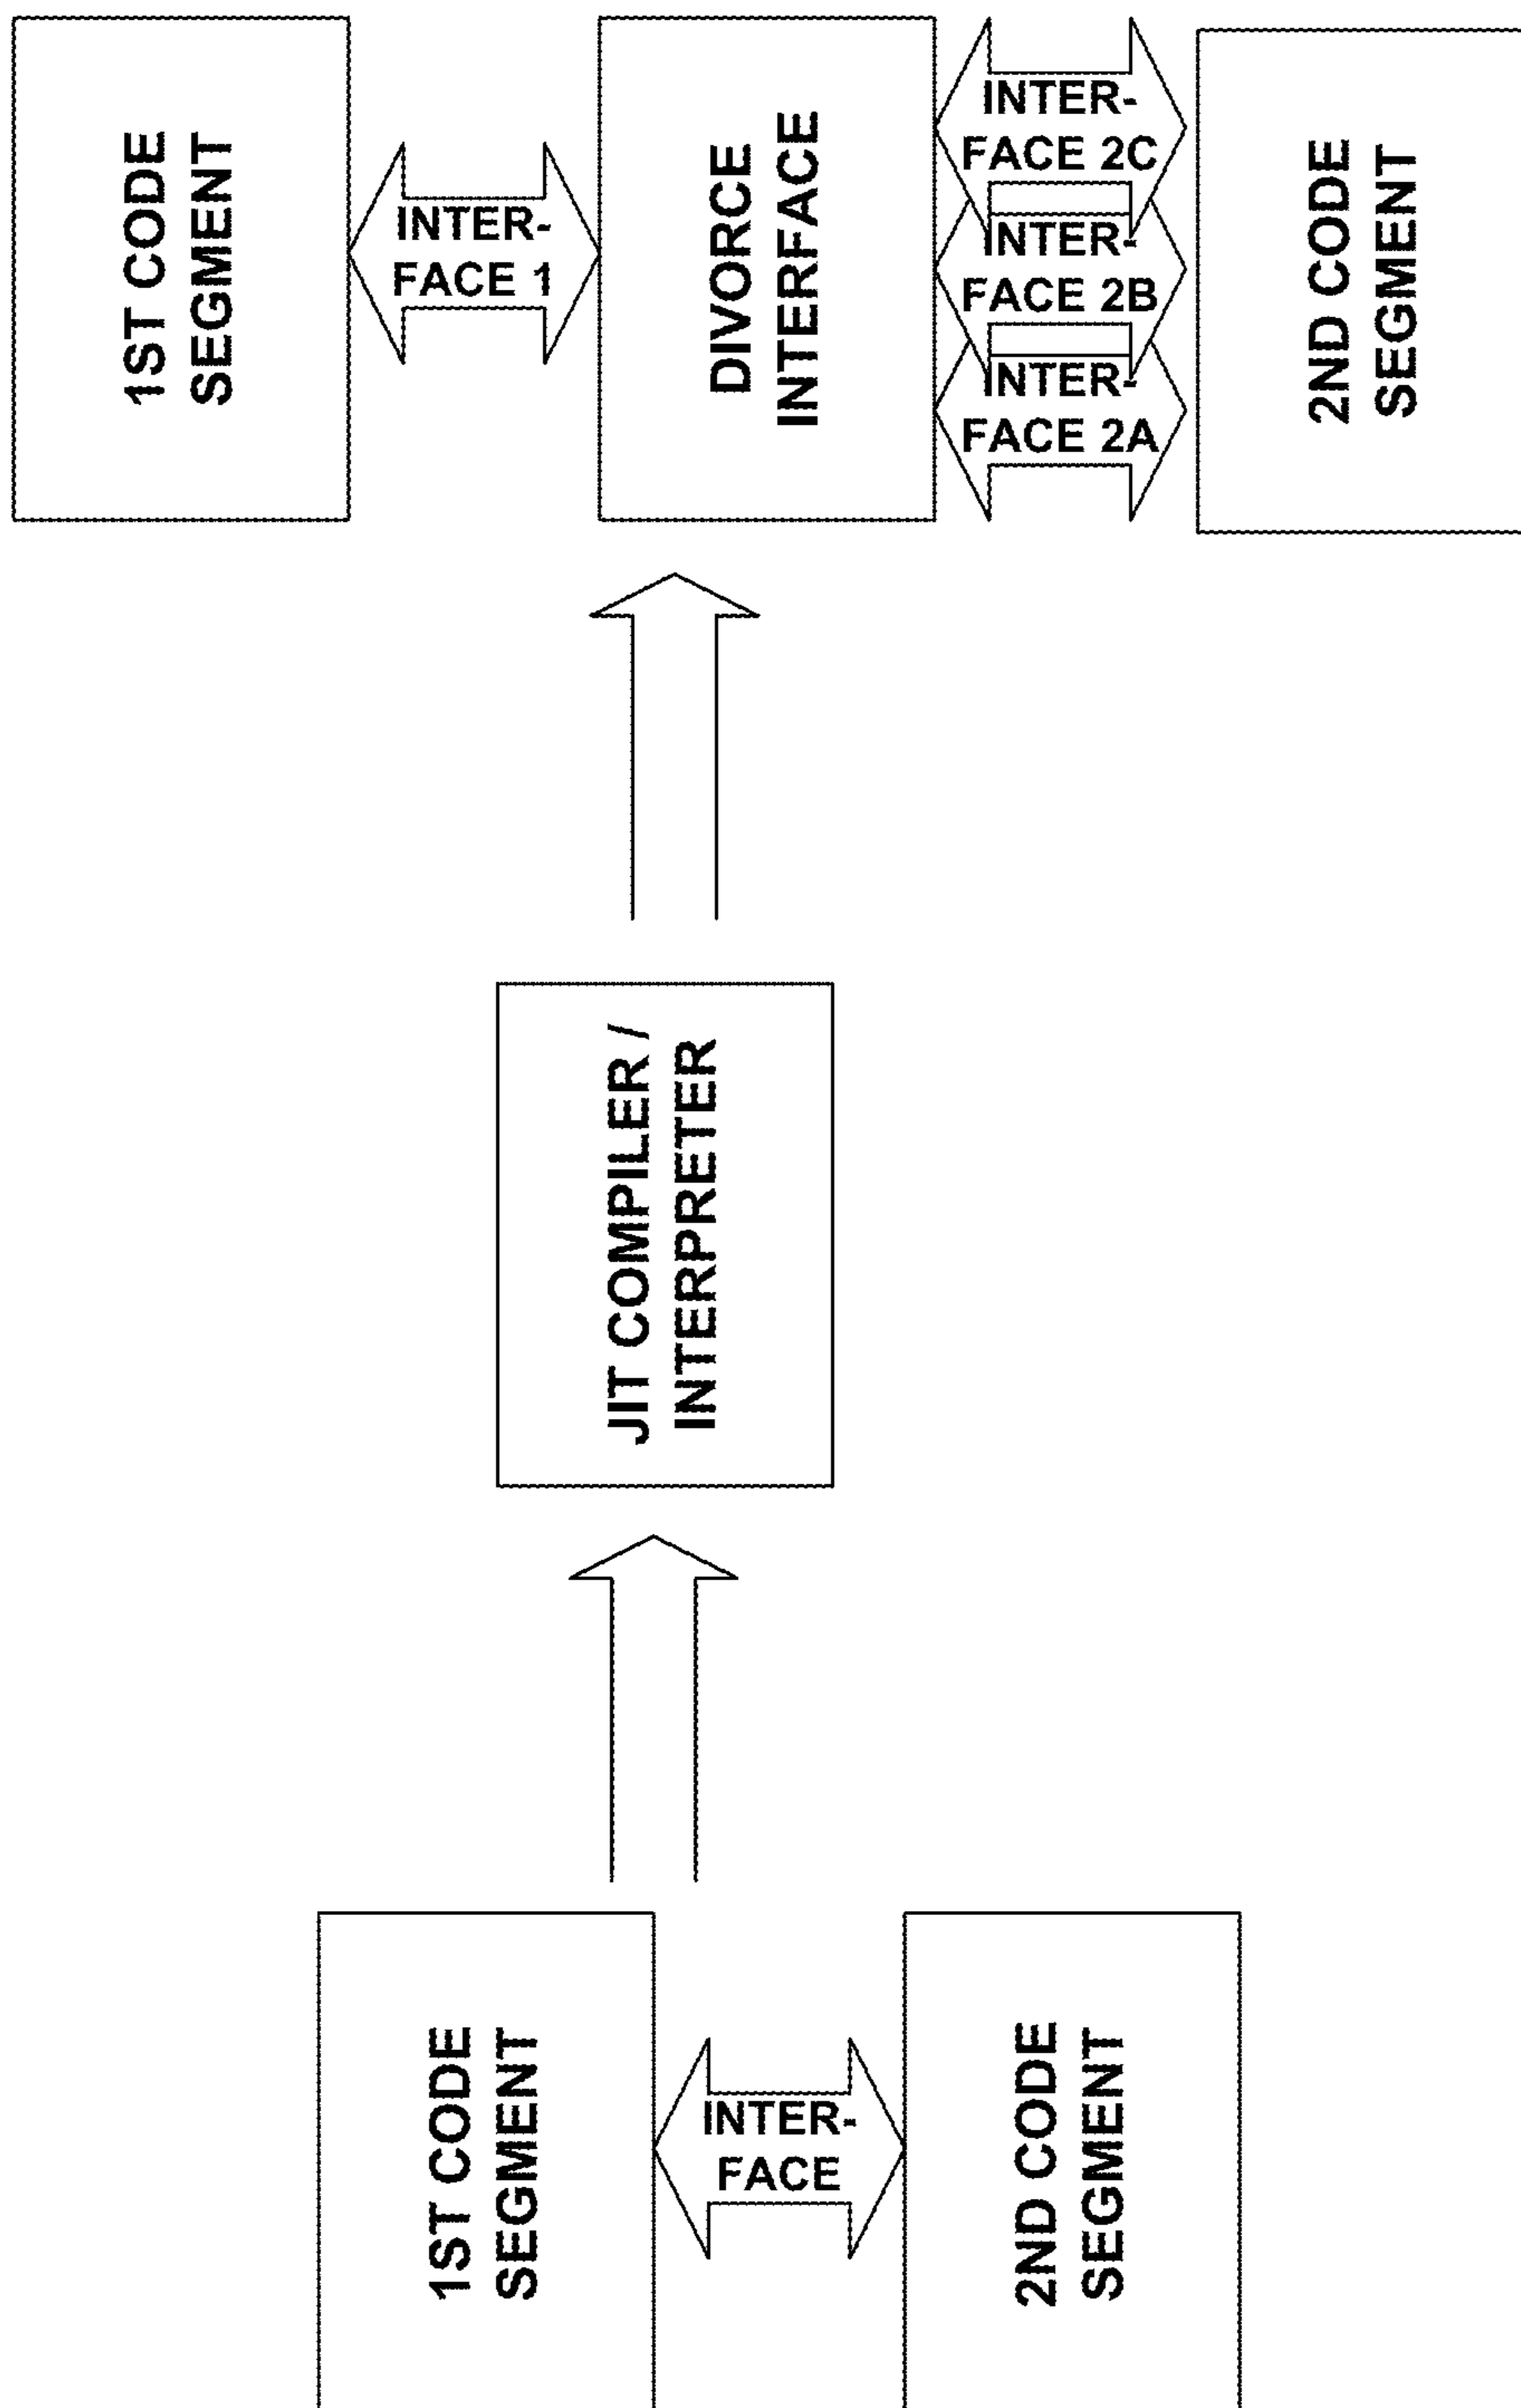 1ST CODE
SEGMENT
INTER-
FACE 1
DIVORCE
INTERFACE
INTER-
FACE 2C
INTER-
FACE 2B
INTER-
FACE 2A
2ND CODE
SEGMENT
JIT COMPILER /
INTERPRETER
1ST CODE
SEGMENT
INTER-
FACE
2ND CODE
SEGMENT